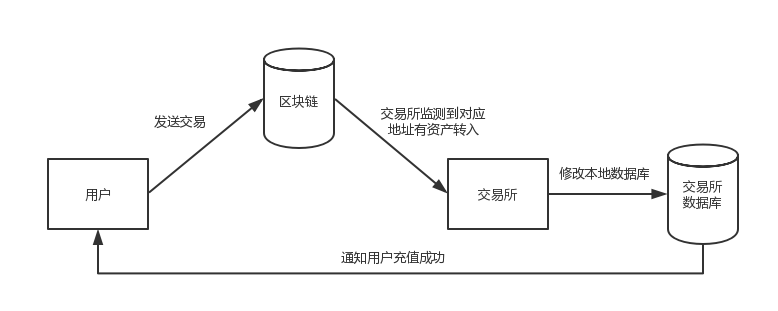 区块链
发送交易
交易所监测到对应
地址有资产转入
用户
交易所
修改本地数据库
交易所
数据库
通知用户充值成功